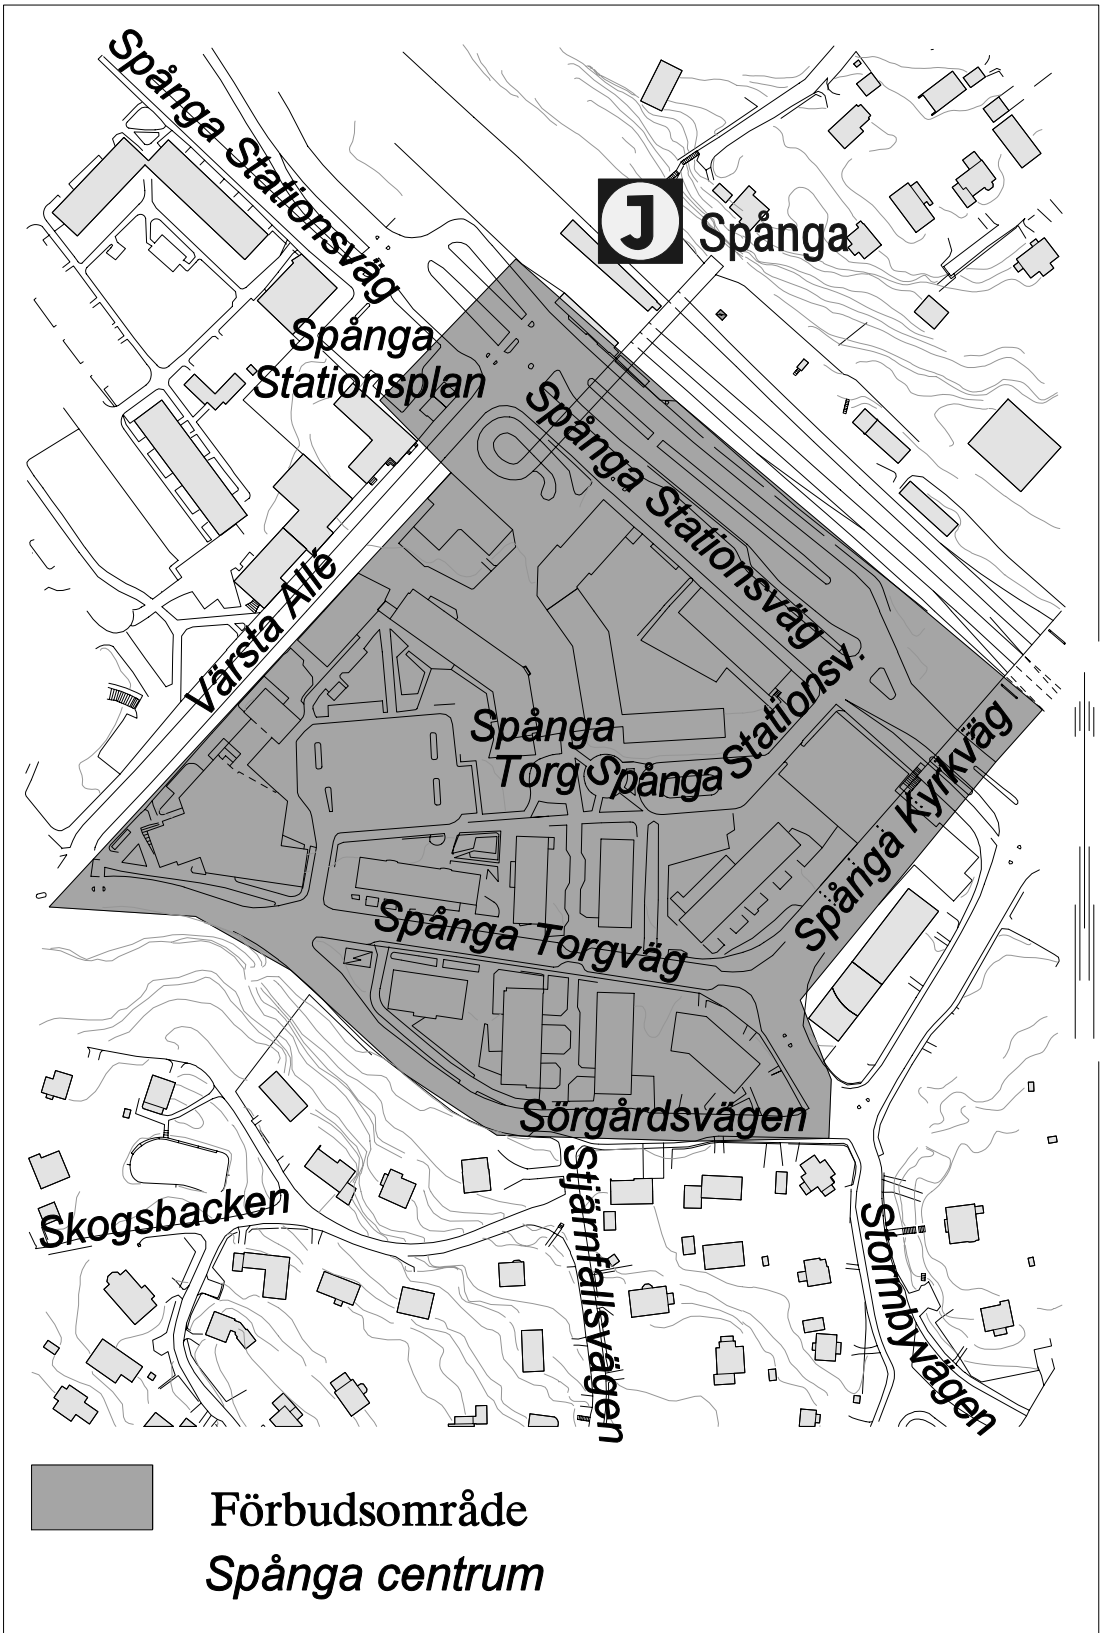 Spånga Stationsväg
J
Spånga
Spånga
Stationsplan
Spånga Stationsväg
Värsta Allé
Spånga
Torg
Spånga Stationsv.
Spånga Kyrkväg
Spånga Torgväg
Sörgårdsvägen
Skogsbacken
Stjärnfallsvägen
Stormbyvägen
Förbudsområde
Spånga centrum